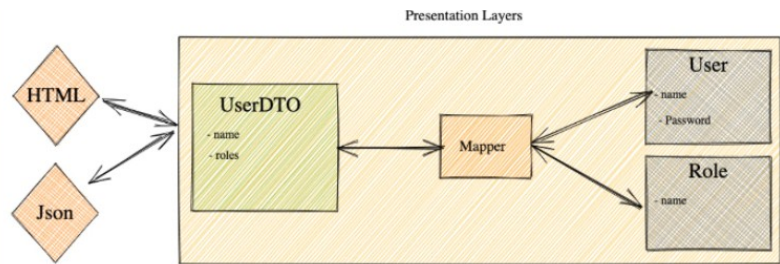 Presentation Layers
HTML
Json
UserDTO
- name
- roles
Mapper
User
- name
- Password
Role
- name